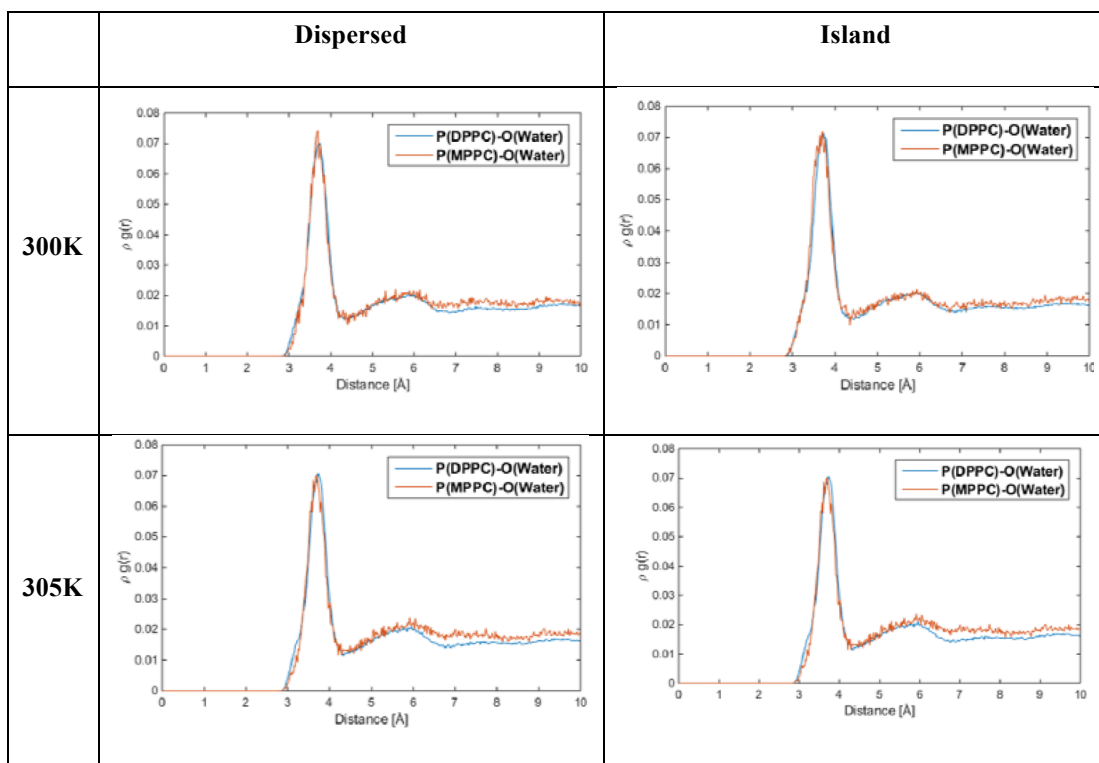 Dispersed
Island
300K
0.08
0.07
0.06
0.05
0.04
0.03
0.02
0.01
0
ρ g(r)
P(DPPC)-O(Water)
P(MPPC)-O(Water)
0 1 2 3 4 5 6 7 8 9 10
Distance [Å]
0.08
0.07
0.06
0.05
0.04
0.03
0.02
0.01
0
ρ g(r)
P(DPPC)-O(Water)
P(MPPC)-O(Water)
0 1 2 3 4 5 6 7 8 9 10
Distance [Å]
305K
0.08
0.07
0.06
0.05
0.04
0.03
0.02
0.01
0
ρ g(r)
P(DPPC)-O(Water)
P(MPPC)-O(Water)
0 1 2 3 4 5 6 7 8 9 10
Distance [Å]
0.08
0.07
0.06
0.05
0.04
0.03
0.02
0.01
0
ρ g(r)
P(DPPC)-O(Water)
P(MPPC)-O(Water)
0 1 2 3 4 5 6 7 8 9 10
Distance [Å]